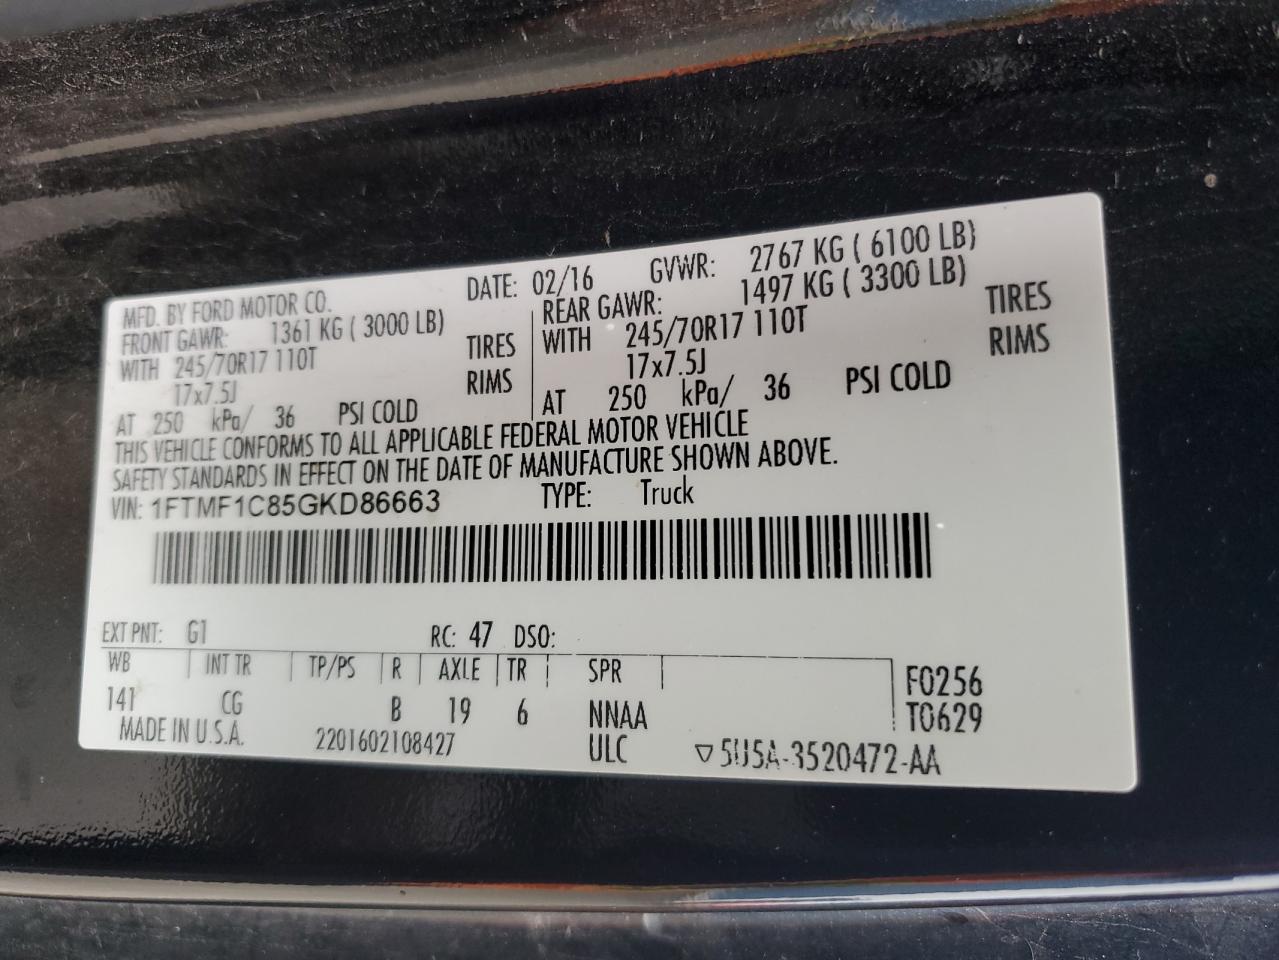 MFD. BY FORD MOTOR CO. DATE: 02/16 GVWR: 2767 KG ( 6100 LB)
FRONT GAWR: 1361 KG ( 3000 LB) REAR GAWR: 1497 KG ( 3300 LB)
WITH 245/70R17 110T TIRES WITH 245/70R17 110T TIRES
17x7.5J RIMS 17x7.5J RIMS
AT 250 kPa/ 36 PSI COLD AT 250 kPa/ 36 PSI COLD
THIS VEHICLE CONFORMS TO ALL APPLICABLE FEDERAL MOTOR VEHICLE
SAFETY STANDARDS IN EFFECT ON THE DATE OF MANUFACTURE SHOWN ABOVE.
VIN: 1FTMF1C85GKD86663 TYPE: Truck
EXT PNT: G1 RC: 47 DSO:
WB INT TR TP/PS R AXLE TR SPR F0256
141 CG B 19 6 NNAA T0629
MADE IN U.S.A. 2201602108427 ULC ▽5U5A-3520472-AA